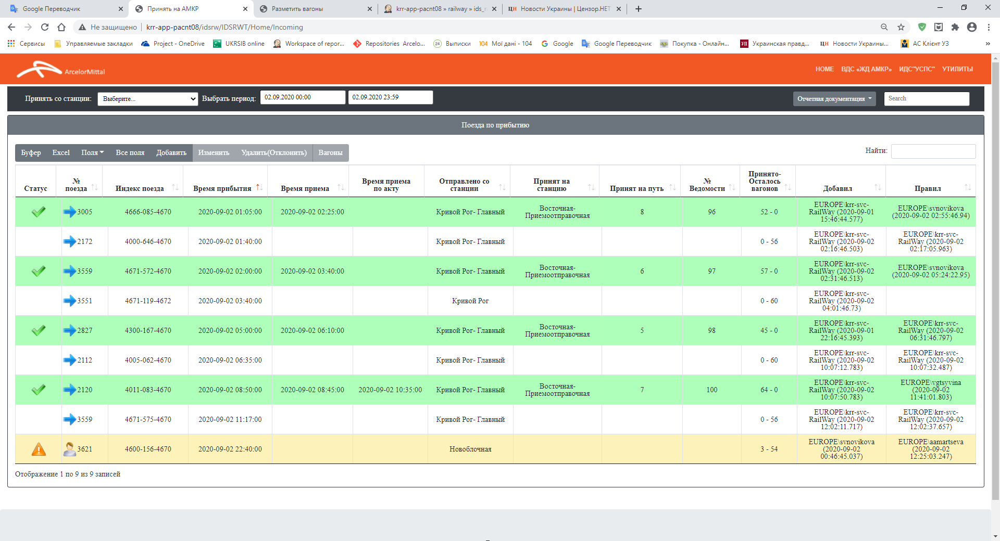 Google Переводчик
Принять на АМКР
Разметить вагоны
krr-app-pacnt08 » railway » ids_r
Новости Украины | Цензор.НЕТ
Не защищено
krr-app-pacnt08/idsrw/IDSRWT/Home/Incoming
Сервисы
Управляемые закладки
Project - OneDrive
UKRSIB online
Workspace of repor...
Repositories Arcelo...
24 Выписки
104 Мої дані - 104
Google
Google Переводчик
Покупка - Онлайн...
УП Украинская правд...
ЦН Новости Украины...
АС Клієнт УЗ
ArcelorMittal
HOME ВДС «ЖД АМКР» ИДС"УСПС" УТИЛИТЫ
Принять со станции: Выберите... Выбрать период: 02.09.2020 00:00 02.09.2020 23:59
Отчетная документация Search
Поезда по прибытию
Буфер Excel Поля Все поля Добавить Изменить Удалить(Отклонить) Вагоны
Найти:
Статус
№
поезда
Индекс поезда
Время прибытия
Время приема
Время приема
по акту
Отправлено со
станции
Принят на
станцию
Принят на путь
№
Ведомости
Принято-
Осталось
вагонов
Добавил
Правил
3005 4666-085-4670 2020-09-02 01:05:00 2020-09-02 02:25:00 Кривой Рог- Главный
Восточная-
Приемоотправочная
8 96 52 - 0
EUROPE\krr-svc-
RailWay (2020-09-01
15:46:44.577)
EUROPE\svnovikova
(2020-09-02 02:55:46.94)
2172 4000-646-4670 2020-09-02 01:40:00 Кривой Рог- Главный 0 - 56
EUROPE\krr-svc-
RailWay (2020-09-02
02:16:46.503)
EUROPE\krr-svc-
RailWay (2020-09-02
02:17:05.963)
3559 4671-572-4670 2020-09-02 02:00:00 2020-09-02 03:40:00 Кривой Рог- Главный
Восточная-
Приемоотправочная
6 97 57 - 0
EUROPE\krr-svc-
RailWay (2020-09-02
02:31:46.513)
EUROPE\svnovikova
(2020-09-02 05:24:22.95)
3551 4671-119-4672 2020-09-02 03:40:00 Кривой Рог 0 - 60
EUROPE\krr-svc-
RailWay (2020-09-02
04:01:46.73)
2827 4300-167-4670 2020-09-02 05:00:00 2020-09-02 06:10:00 Кривой Рог- Главный
Восточная-
Приемоотправочная
5 98 45 - 0
EUROPE\krr-svc-
RailWay (2020-09-01
22:16:45.393)
EUROPE\krr-svc-
RailWay (2020-09-02
06:31:46.797)
2112 4005-062-4670 2020-09-02 06:35:00 Кривой Рог- Главный 0 - 60
EUROPE\krr-svc-
RailWay (2020-09-02
10:07:12.783)
EUROPE\krr-svc-
RailWay (2020-09-02
10:07:32.487)
2120 4011-083-4670 2020-09-02 08:50:00 2020-09-02 08:45:00 2020-09-02 10:35:00 Кривой Рог- Главный
Восточная-
Приемоотправочная
7 100 64 - 0
EUROPE\krr-svc-
RailWay (2020-09-02
10:07:50.783)
EUROPE\vgtsyvina
(2020-09-02
11:41:01.803)
3559 4671-575-4670 2020-09-02 11:17:00 Кривой Рог- Главный 0 - 56
EUROPE\krr-svc-
RailWay (2020-09-02
12:02:11.717)
EUROPE\krr-svc-
RailWay (2020-09-02
12:02:37.657)
3621 4600-156-4670 2020-09-02 22:40:00 Новоблочная 3 - 54
EUROPE\svnovikova
(2020-09-02
00:46:45.037)
EUROPE\aamartseva
(2020-09-02
12:25:03.247)
Отображение 1 по 9 из 9 записей